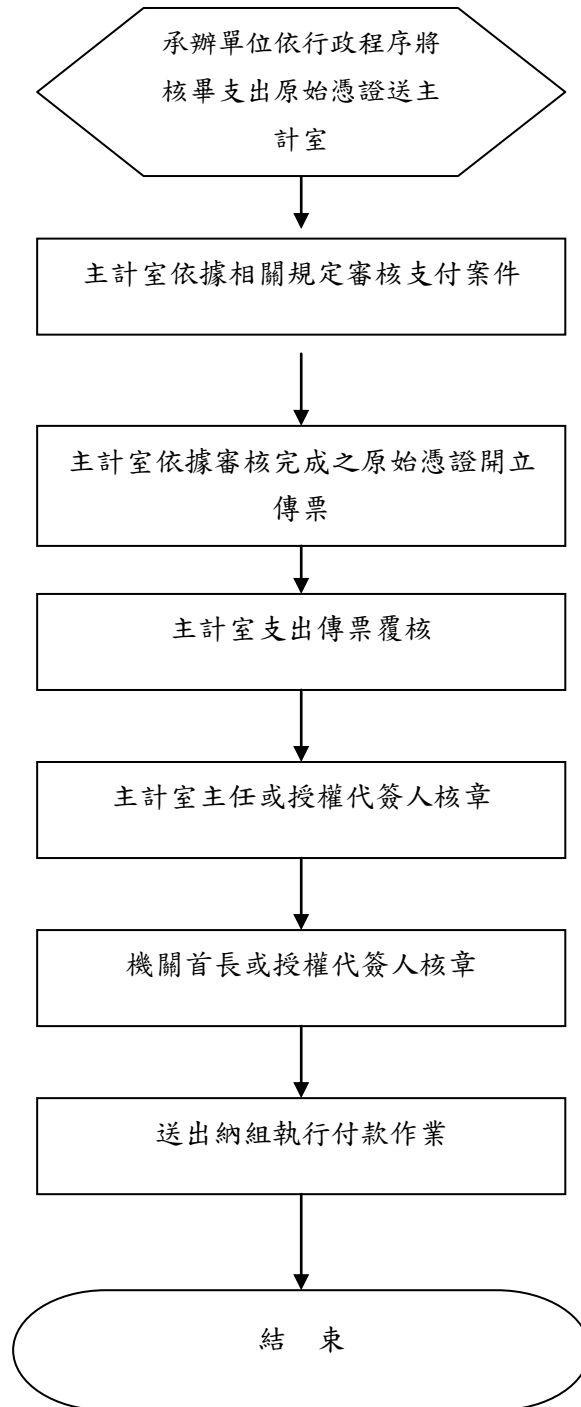 承辦單位依行政程序將
核畢支出原始憑證送主
計室
主計室依據相關規定審核支付案件
主計室依據審核完成之原始憑證開立
傳票
主計室支出傳票覆核
主計室主任或授權代簽人核章
機關首長或授權代簽人核章
送出納組執行付款作業
結　束